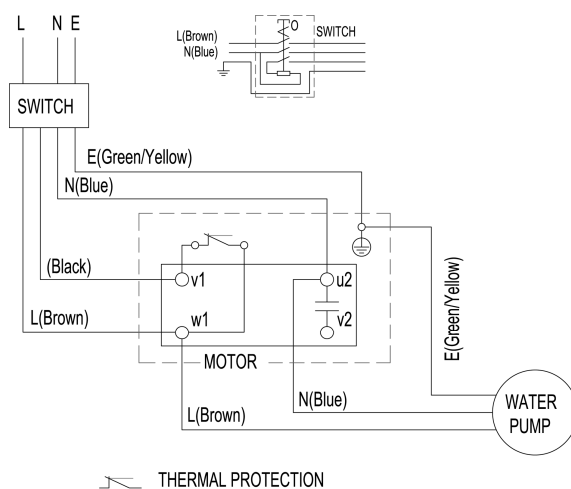 L N E
L(Brown)
N(Blue)
O
SWITCH
SWITCH
E(Green/Yellow)
N(Blue)
(Black)
v1
u2
L(Brown)
w1
v2
MOTOR
E(Green/Yellow)
N(Blue)
L(Brown)
WATER
PUMP
THERMAL PROTECTION